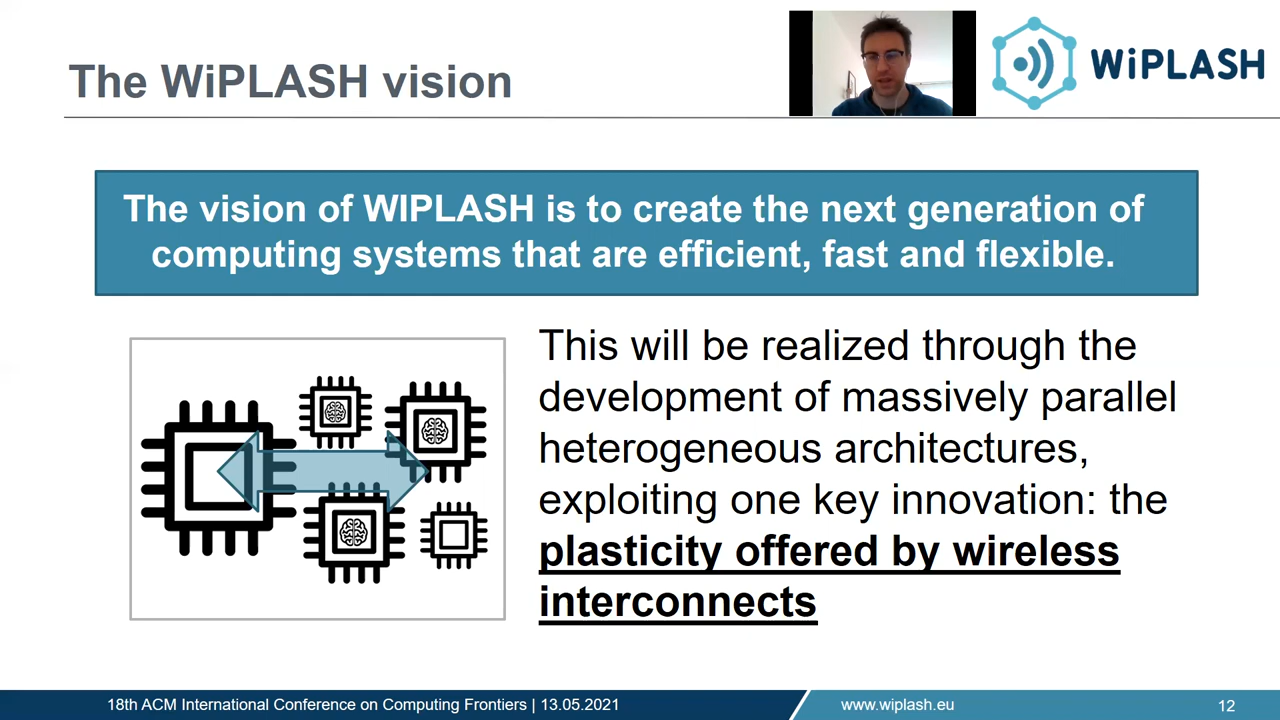 The WiPLASH vision
WiPLASH
The vision of WIPLASH is to create the next generation of
computing systems that are efficient, fast and flexible.
This will be realized through the
development of massively parallel
heterogeneous architectures,
exploiting one key innovation: the
plasticity offered by wireless
interconnects
18th ACM International Conference on Computing Frontiers | 13.05.2021
www.wiplash.eu
12